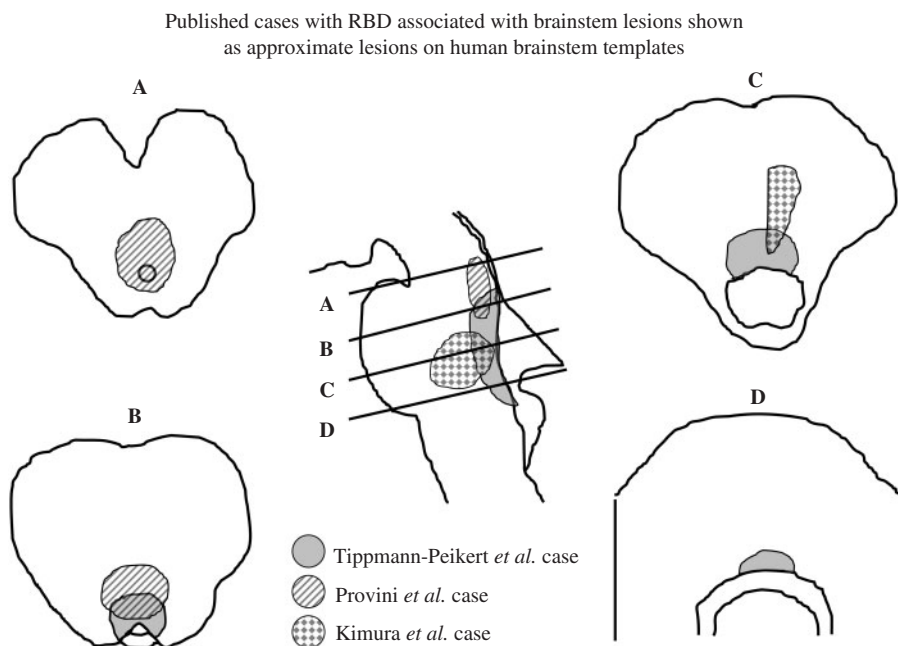 Published cases with RBD associated with brainstem lesions shown
as approximate lesions on human brainstem templates
A
C
A
B
C
D
B
D
Tippmann-Peikert et al. case
Provini et al. case
Kimura et al. case